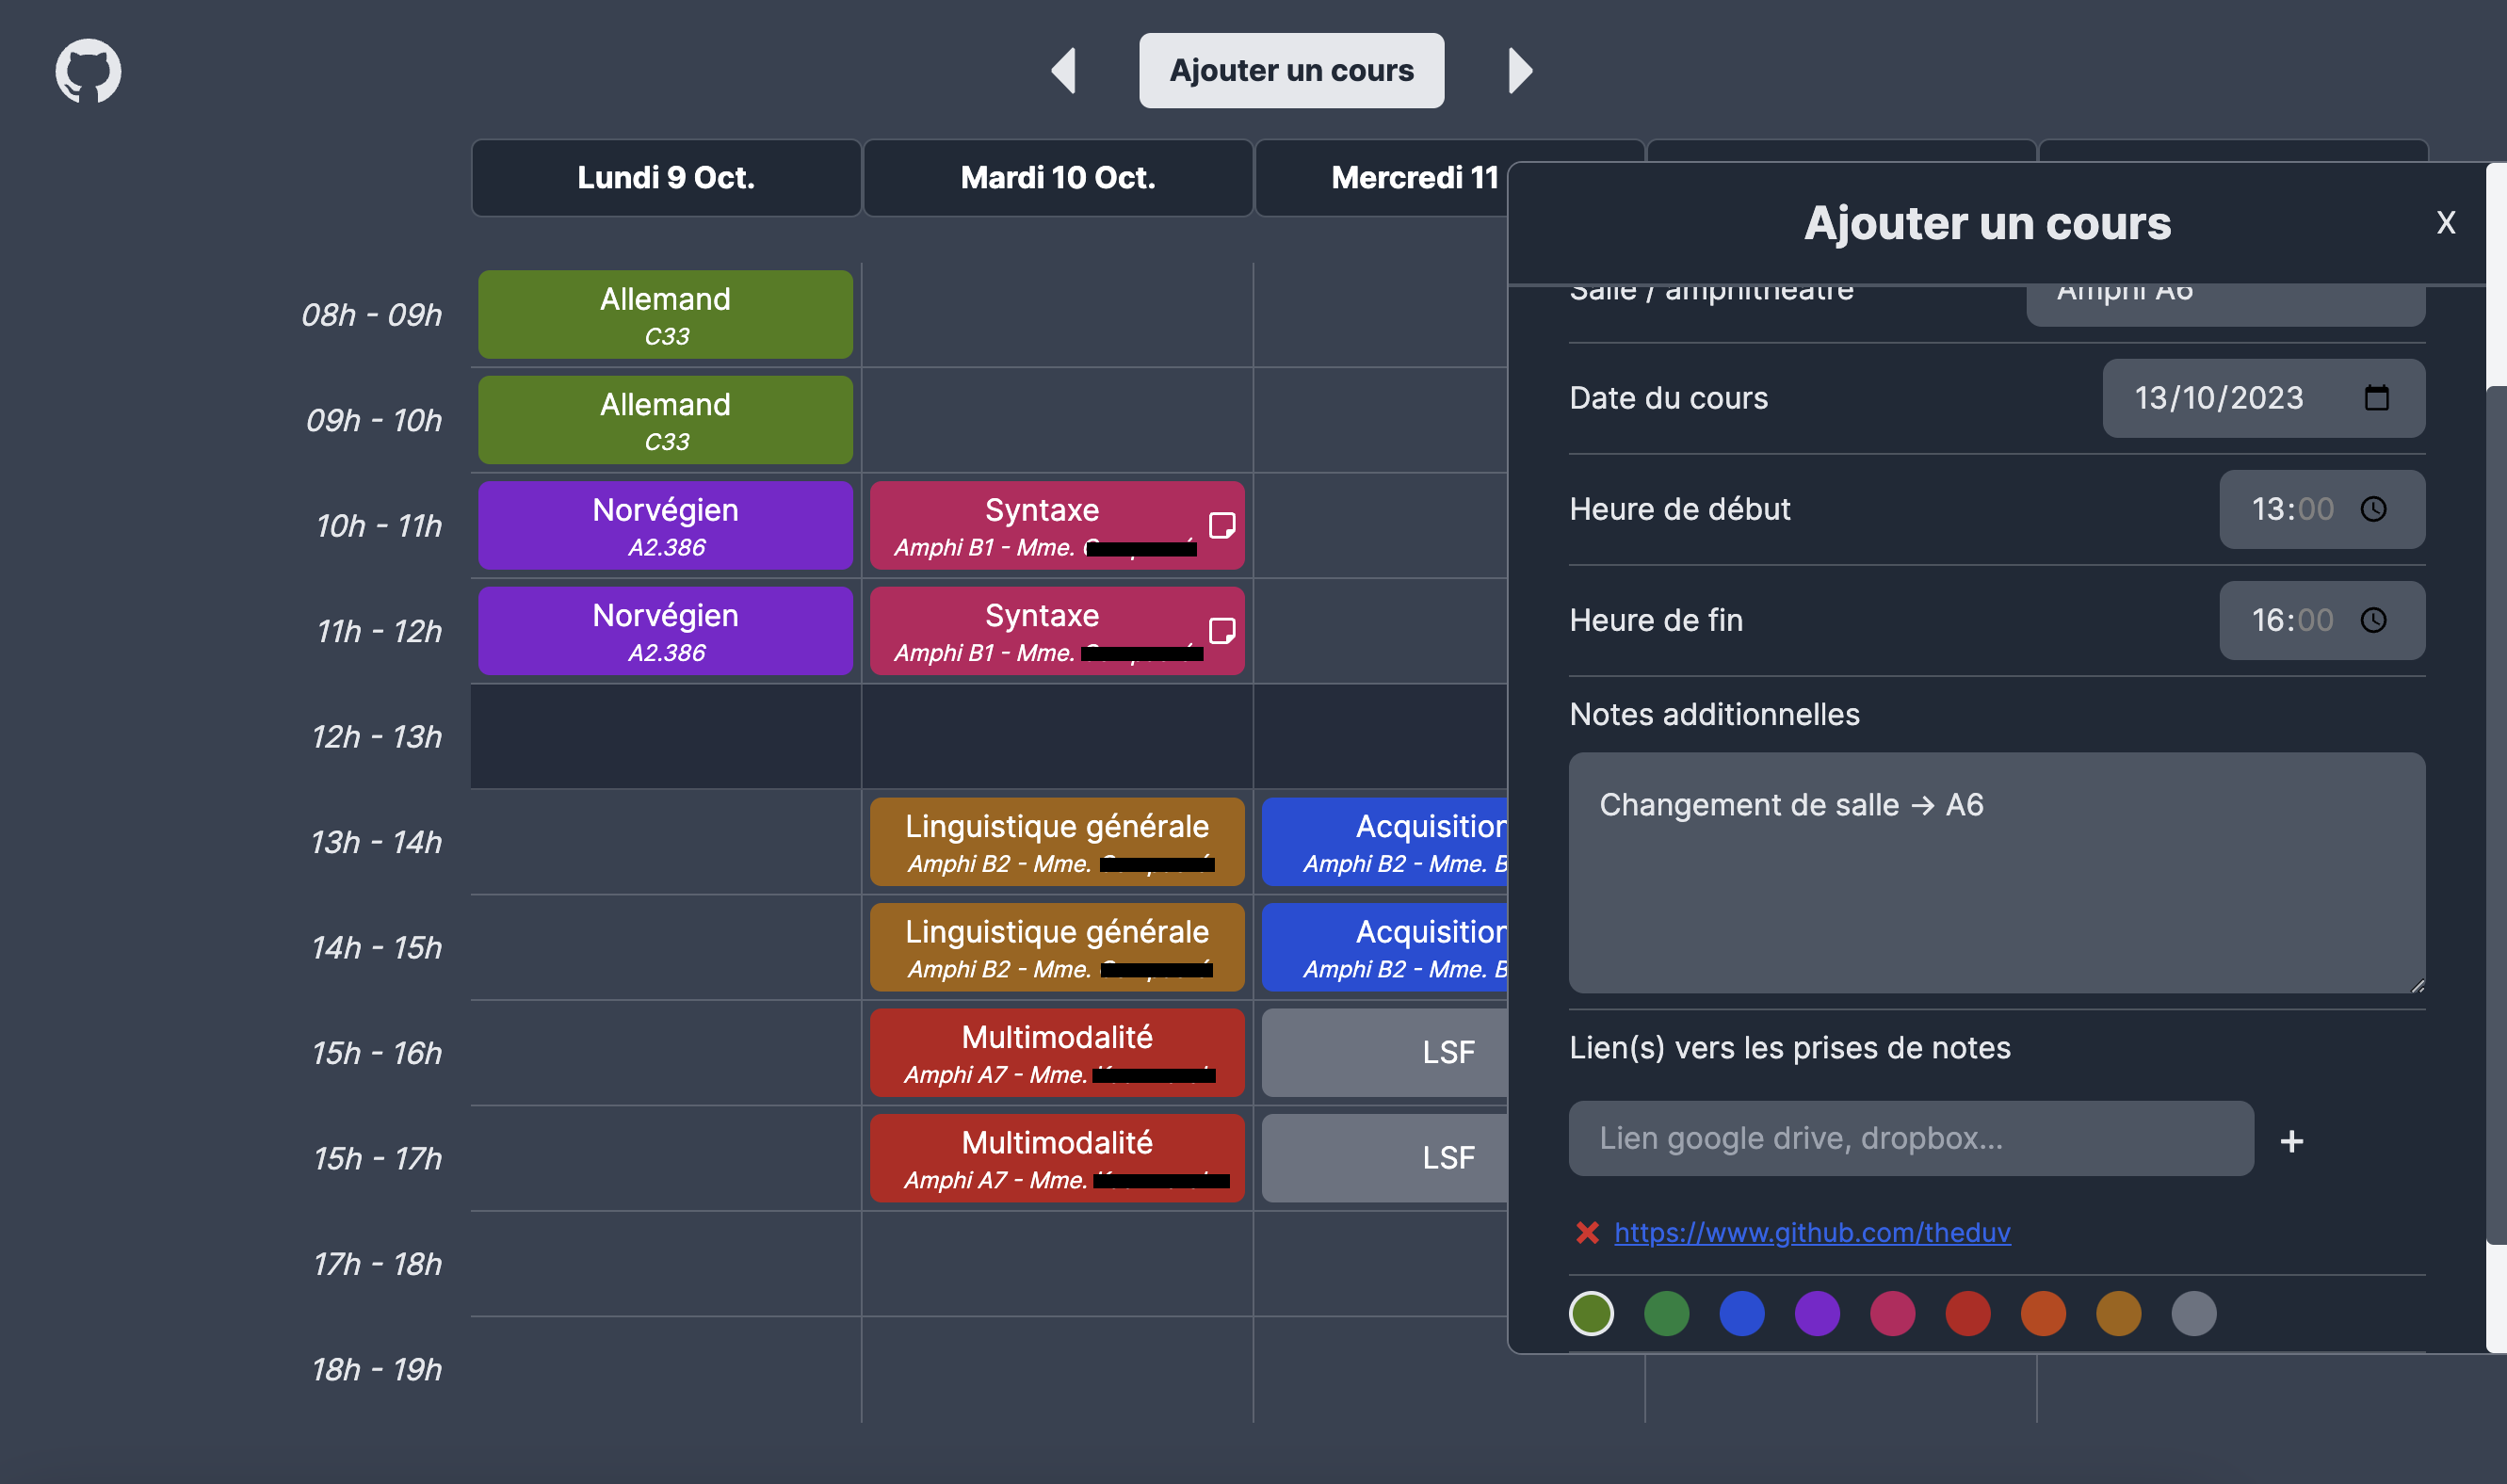 Ajouter un cours
Lundi 9 Oct.
Mardi 10 Oct.
Mercredi 11
08h - 09h
Allemand
C33
09h - 10h
Allemand
C33
10h - 11h
Norvégien
A2.386
Syntaxe
Amphi B1 - Mme.
11h - 12h
Norvégien
A2.386
Syntaxe
Amphi B1 - Mme.
12h - 13h
13h - 14h
Linguistique générale
Amphi B2 - Mme.
Acquisition
Amphi B2 - Mme. B
14h - 15h
Linguistique générale
Amphi B2 - Mme.
Acquisition
Amphi B2 - Mme. B
15h - 16h
Multimodalité
Amphi A7 - Mme.
LSF
15h - 17h
Multimodalité
Amphi A7 - Mme.
LSF
17h - 18h
18h - 19h
Ajouter un cours
X
Salle / amphithéâtre
Amphi A6
Date du cours
13/10/2023
Heure de début
13:00
Heure de fin
16:00
Notes additionnelles
Changement de salle → A6
Lien(s) vers les prises de notes
Lien google drive, dropbox...
+
https://www.github.com/theduv